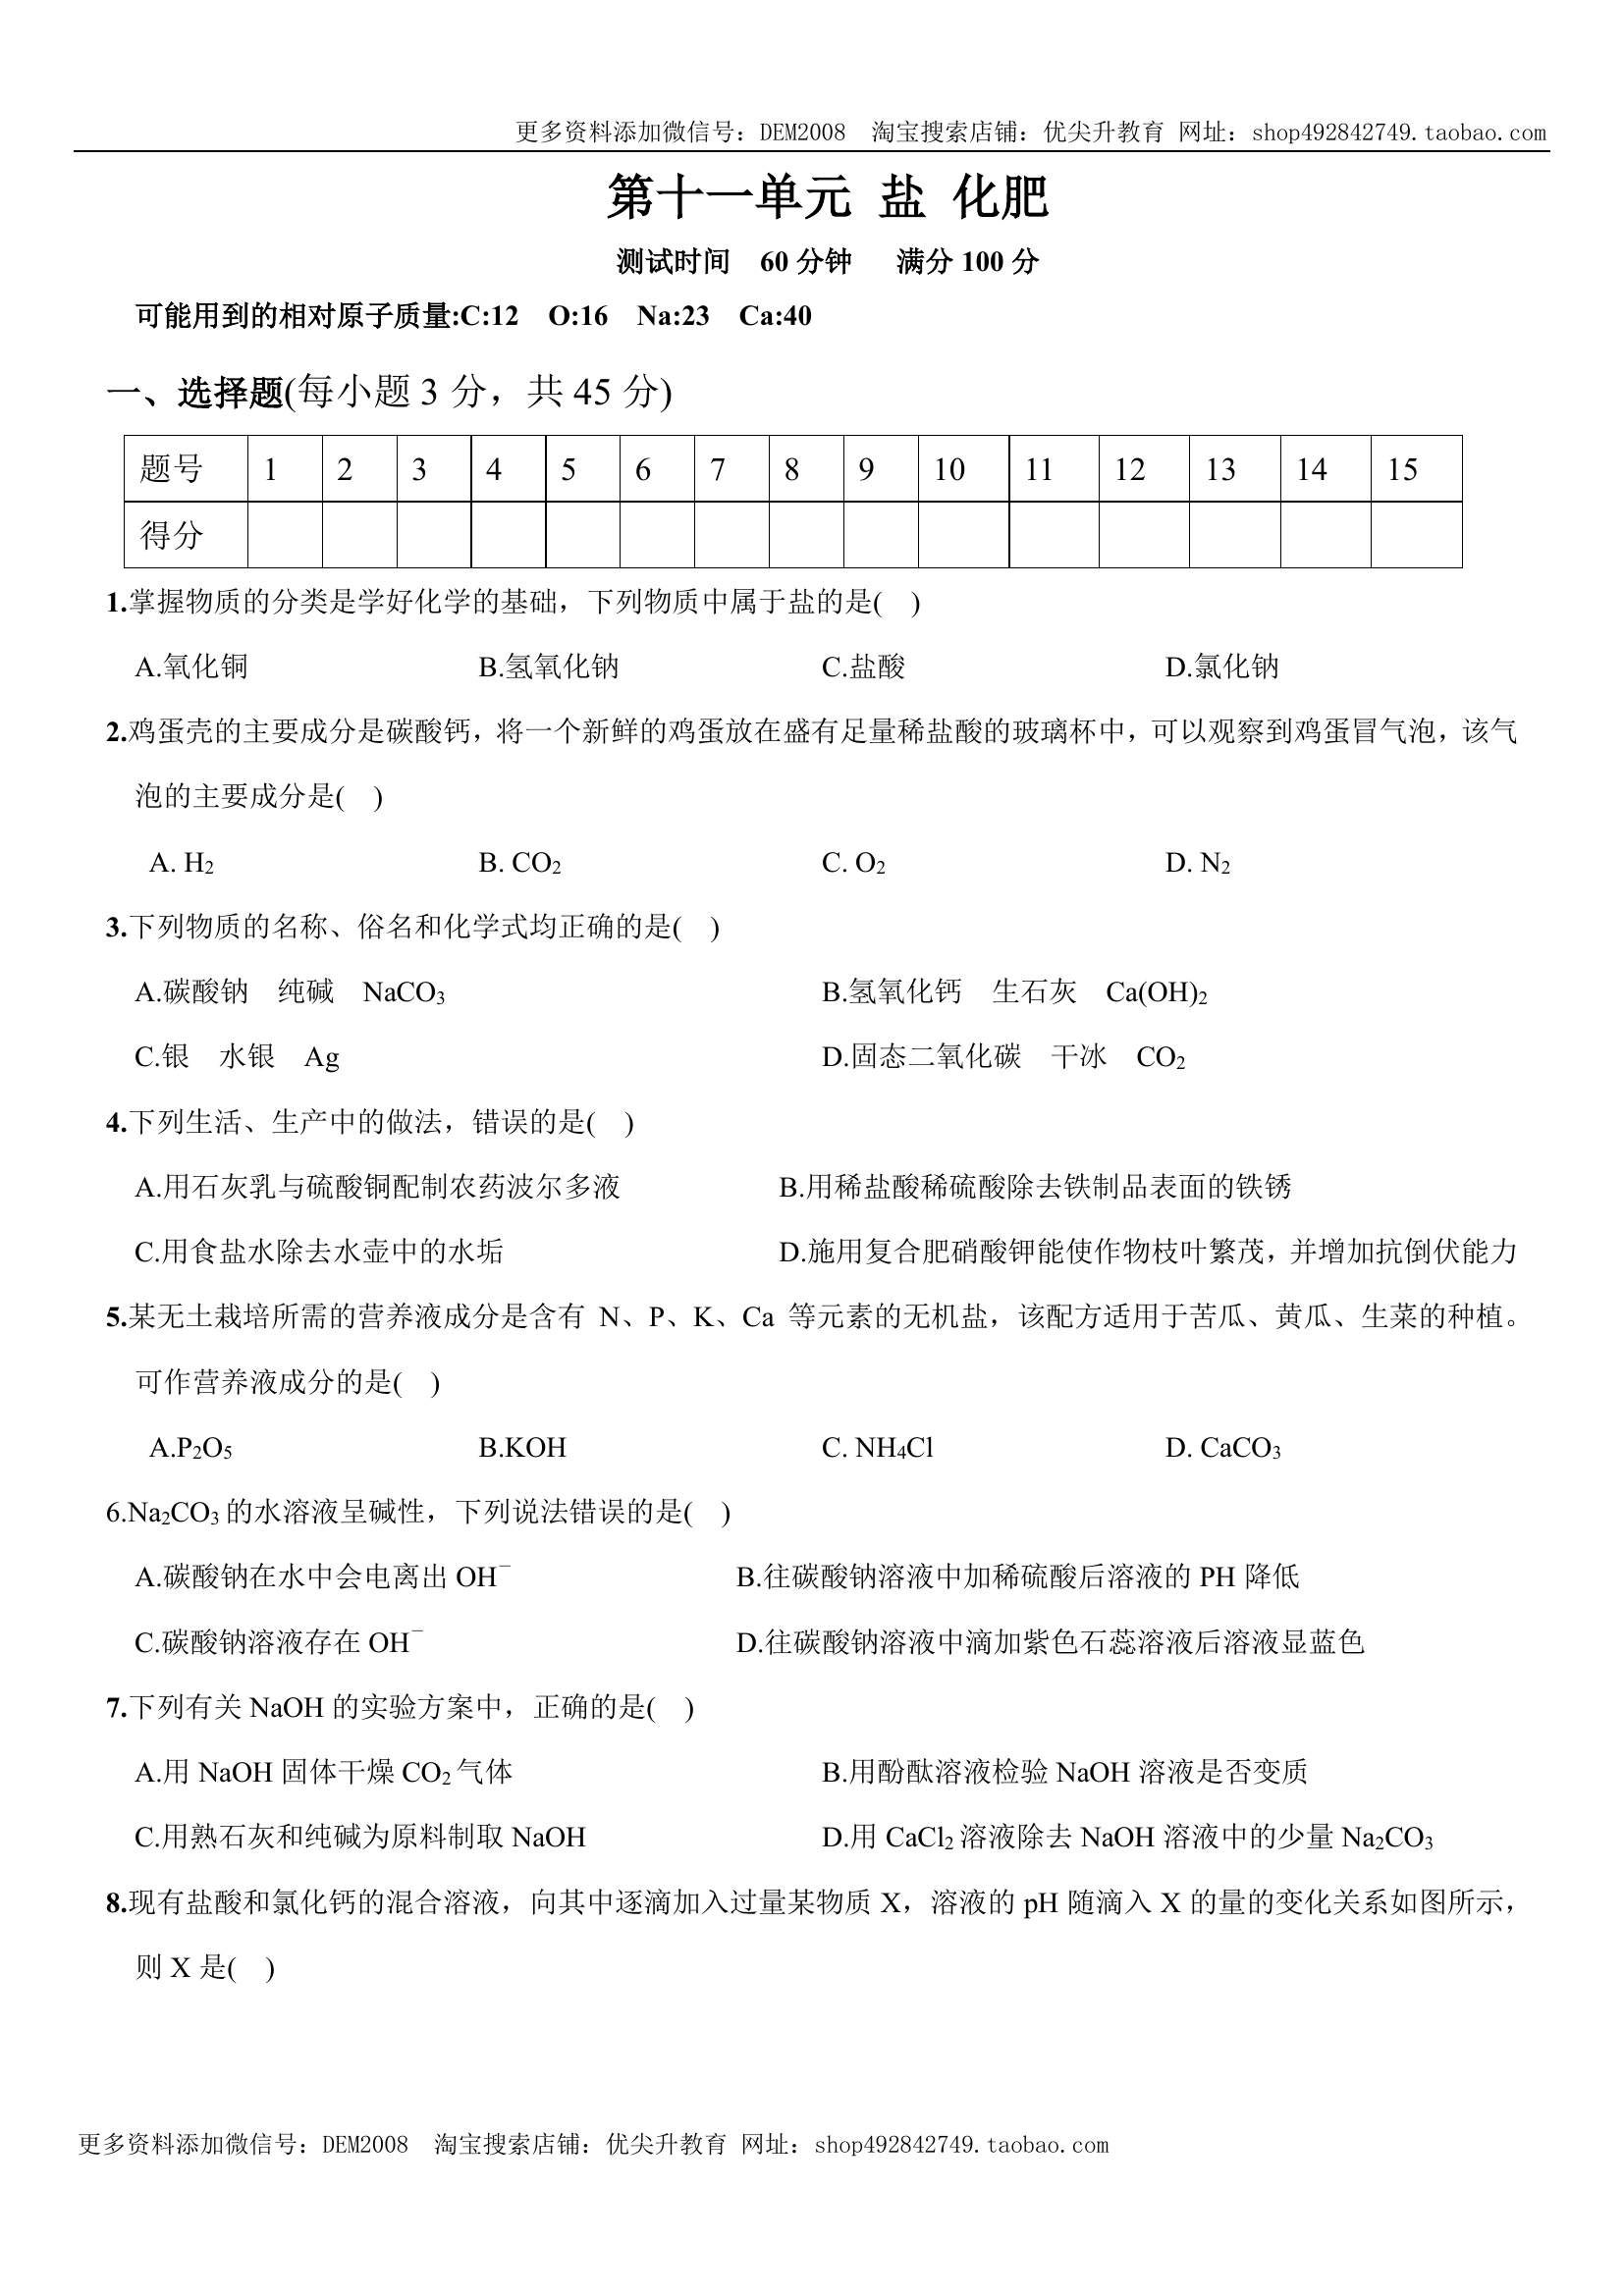 更多资料添加微信号：DEM2008 淘宝搜索店铺：优尖升教育 网址：shop492842749.taobao.com
第十一单元 盐 化肥
测试时间 60 分钟 满分 100 分
可能用到的相对原子质量:C:12 O:16 Na:23 Ca:40
一、选择题(每小题 3 分，共 45 分)
题号 1 2 3 4 5 6 7 8 9 10 11 12 13 14 15
得分
1.掌握物质的分类是学好化学的基础，下列物质中属于盐的是( )
A.氧化铜 B.氢氧化钠 C.盐酸 D.氯化钠
2.鸡蛋壳的主要成分是碳酸钙，将一个新鲜的鸡蛋放在盛有足量稀盐酸的玻璃杯中，可以观察到鸡蛋冒气泡，该气
泡的主要成分是( )
A. H₂ B. CO₂ C. O₂ D. N₂
3.下列物质的名称、俗名和化学式均正确的是( )
A.碳酸钠 纯碱 NaCO₃ B.氢氧化钙 生石灰 Ca(OH)₂
C.银 水银 Ag D.固态二氧化碳 干冰 CO₂
4.下列生活、生产中的做法，错误的是( )
A.用石灰乳与硫酸铜配制农药波尔多液 B.用稀盐酸稀硫酸除去铁制品表面的铁锈
C.用食盐水除去水壶中的水垢 D.施用复合肥硝酸钾能使作物枝叶繁茂，并增加抗倒伏能力
5.某无土栽培所需的营养液成分是含有 N、P、K、Ca 等元素的无机盐，该配方适用于苦瓜、黄瓜、生菜的种植。
可作营养液成分的是( )
A.P₂O₅ B.KOH C. NH₄Cl D. CaCO₃
6.Na₂CO₃ 的水溶液呈碱性，下列说法错误的是( )
A.碳酸钠在水中会电离出 OH⁻ B.往碳酸钠溶液中加稀硫酸后溶液的 PH 降低
C.碳酸钠溶液存在 OH⁻ D.往碳酸钠溶液中滴加紫色石蕊溶液后溶液显蓝色
7.下列有关 NaOH 的实验方案中，正确的是( )
A.用 NaOH 固体干燥 CO₂ 气体 B.用酚酞溶液检验 NaOH 溶液是否变质
C.用熟石灰和纯碱为原料制取 NaOH D.用 CaCl₂ 溶液除去 NaOH 溶液中的少量 Na₂CO₃
8.现有盐酸和氯化钙的混合溶液，向其中逐滴加入过量某物质 X，溶液的 pH 随滴入 X 的量的变化关系如图所示，
则 X 是( )
更多资料添加微信号：DEM2008 淘宝搜索店铺：优尖升教育 网址：shop492842749.taobao.com